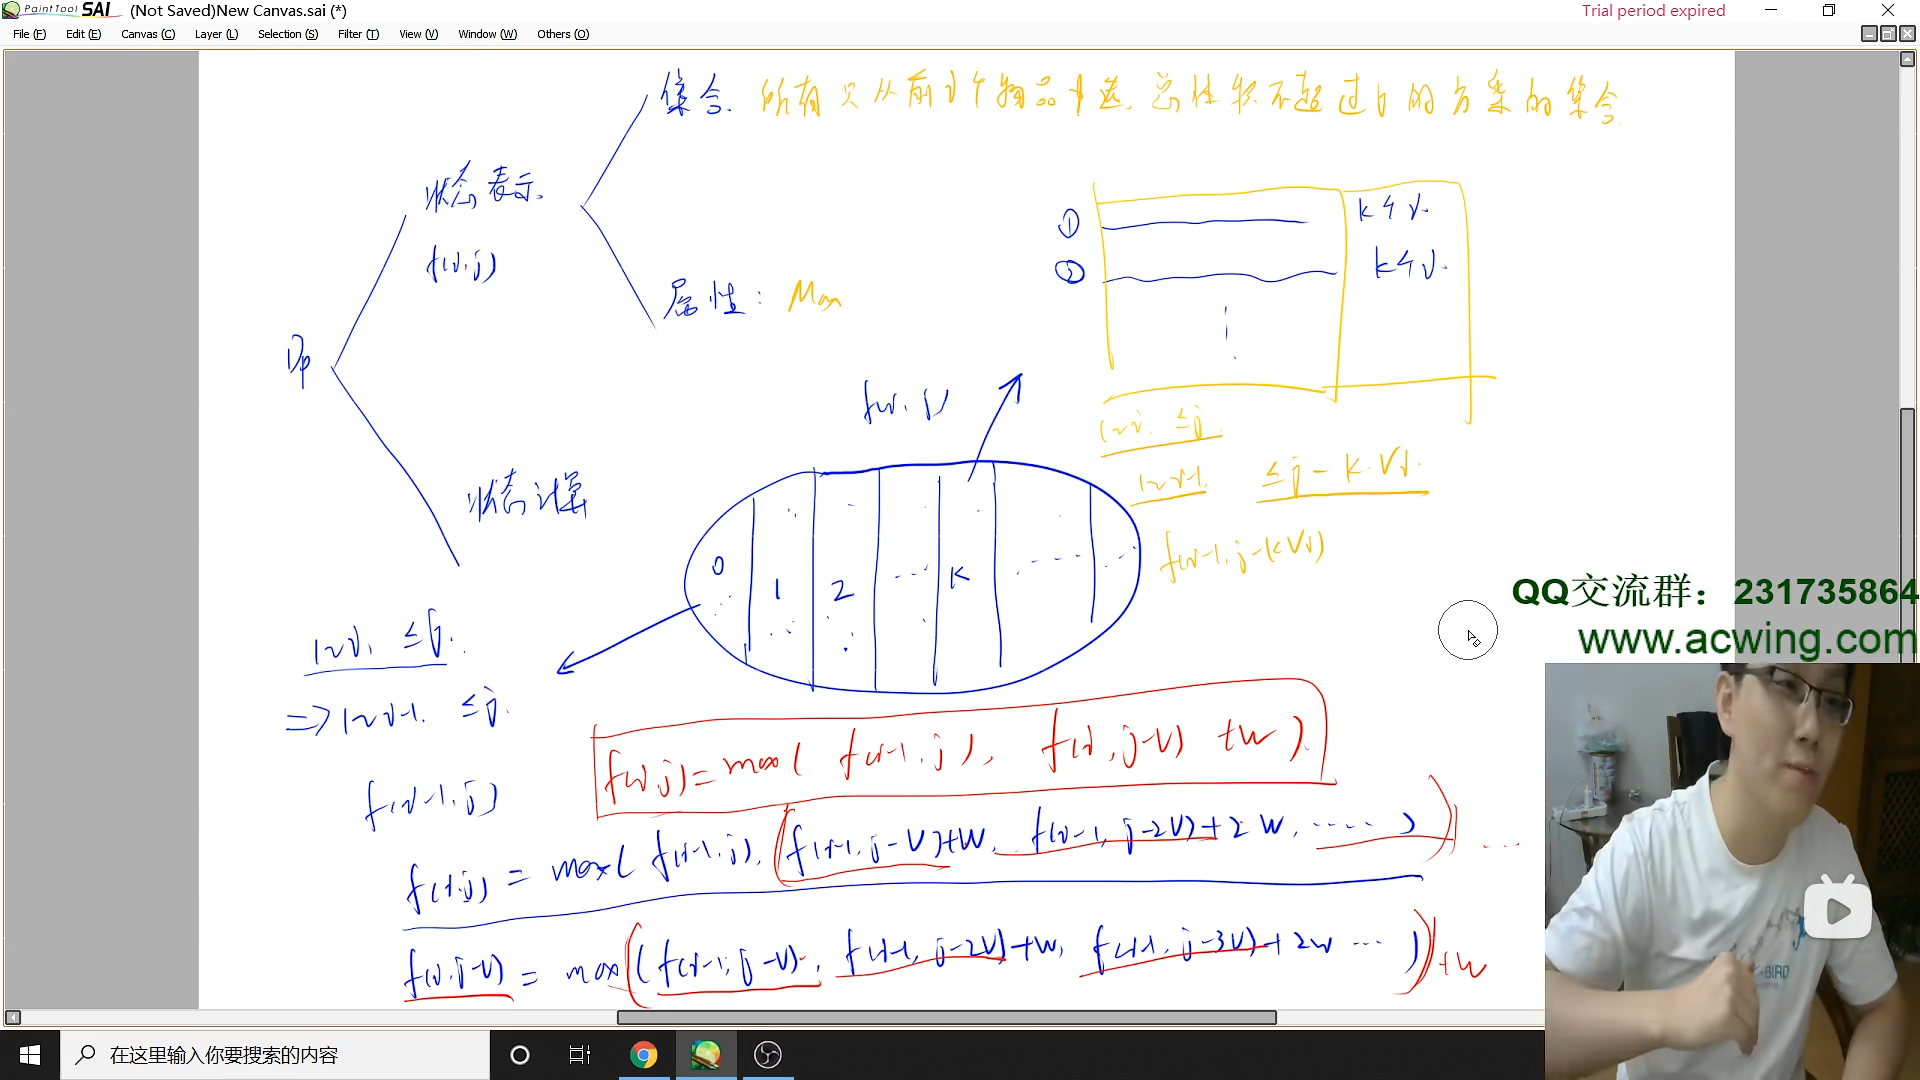 PaintTool SAI (Not Saved)New Canvas.sai (*)
Trial period expired
File (F) Edit (E) Canvas (C) Layer (L) Selection (S) Filter (T) View (V) Window (W) Others (O)
集合 所有只从前i个物品中选,总体积不超过j的方案的集合
状态表示
f(i,j)
属性: Max
Dp
状态计算
① k个i
② k个i
f(i,j)
1~i, ≤j
1~i-1 ≤j-k·Vi
f(i-1,j-kVi)
0 1 2 ... k ...
1~i, ≤j
=> 1~i-1, ≤j
f(i-1,j)
f(i,j)=max( f(i-1,j), f(i,j-v) +w )
f(i,j) = max( f(i-1,j), f(i-1,j-v)+w, f(i-1,j-2v)+2w, ..... ) ...
f(i,j-v) = max( f(i-1,j-v), f(i-1,j-2v)+w, f(i-1,j-3v)+2w ... ) +w
QQ交流群:231735864
www.acwing.com
-BIRD
在这里输入你要搜索的内容